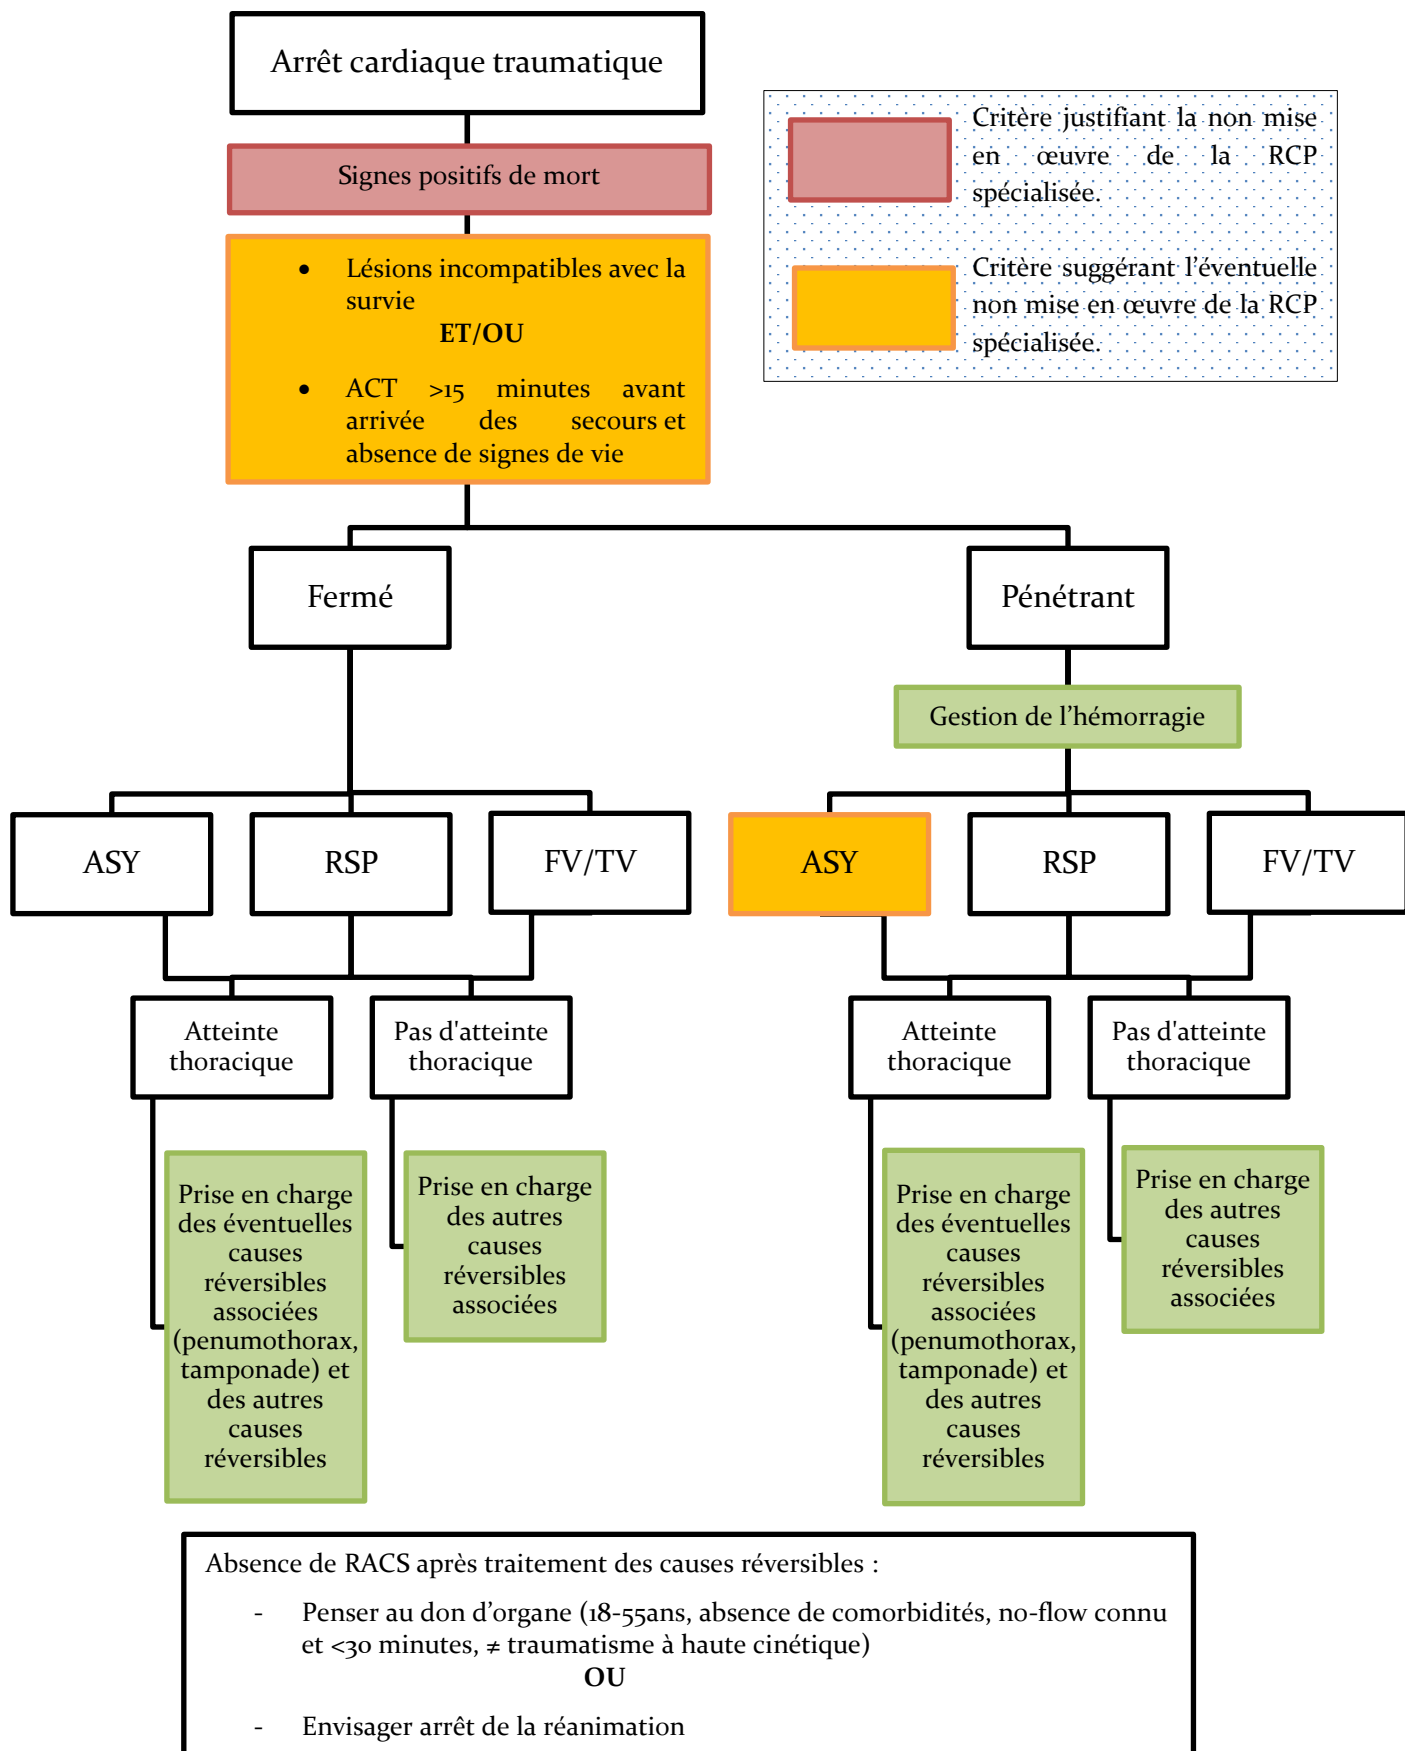 Arrêt cardiaque traumatique
Critère justifiant la non mise
en œuvre de la RCP
spécialisée.
Critère suggérant l'éventuelle
non mise en œuvre de la RCP
spécialisée.
Signes positifs de mort
• Lésions incompatibles avec la
survie
ET/OU
• ACT >15 minutes avant
arrivée des secours et
absence de signes de vie
Fermé
Pénétrant
Gestion de l'hémorragie
ASY
RSP
FV/TV
ASY
RSP
FV/TV
Atteinte
thoracique
Pas d'atteinte
thoracique
Atteinte
thoracique
Pas d'atteinte
thoracique
Prise en charge
des éventuelles
causes
réversibles
associées
(penumothorax,
tamponade) et
des autres
causes
réversibles
Prise en charge
des autres
causes
réversibles
associées
Prise en charge
des éventuelles
causes
réversibles
associées
(penumothorax,
tamponade) et
des autres
causes
réversibles
Prise en charge
des autres
causes
réversibles
associées
Absence de RACS après traitement des causes réversibles :
- Penser au don d'organe (18-55ans, absence de comorbidités, no-flow connu
et <30 minutes, ≠ traumatisme à haute cinétique)
OU
- Envisager arrêt de la réanimation